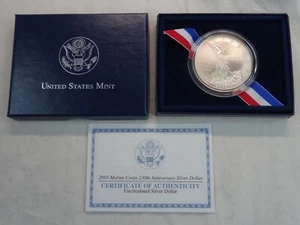 UNITED STATES MINT
2005 Marine Corps 230th Anniversary Silver Dollar
CERTIFICATE OF AUTHENTICITY
Uncirculated Silver Dollar